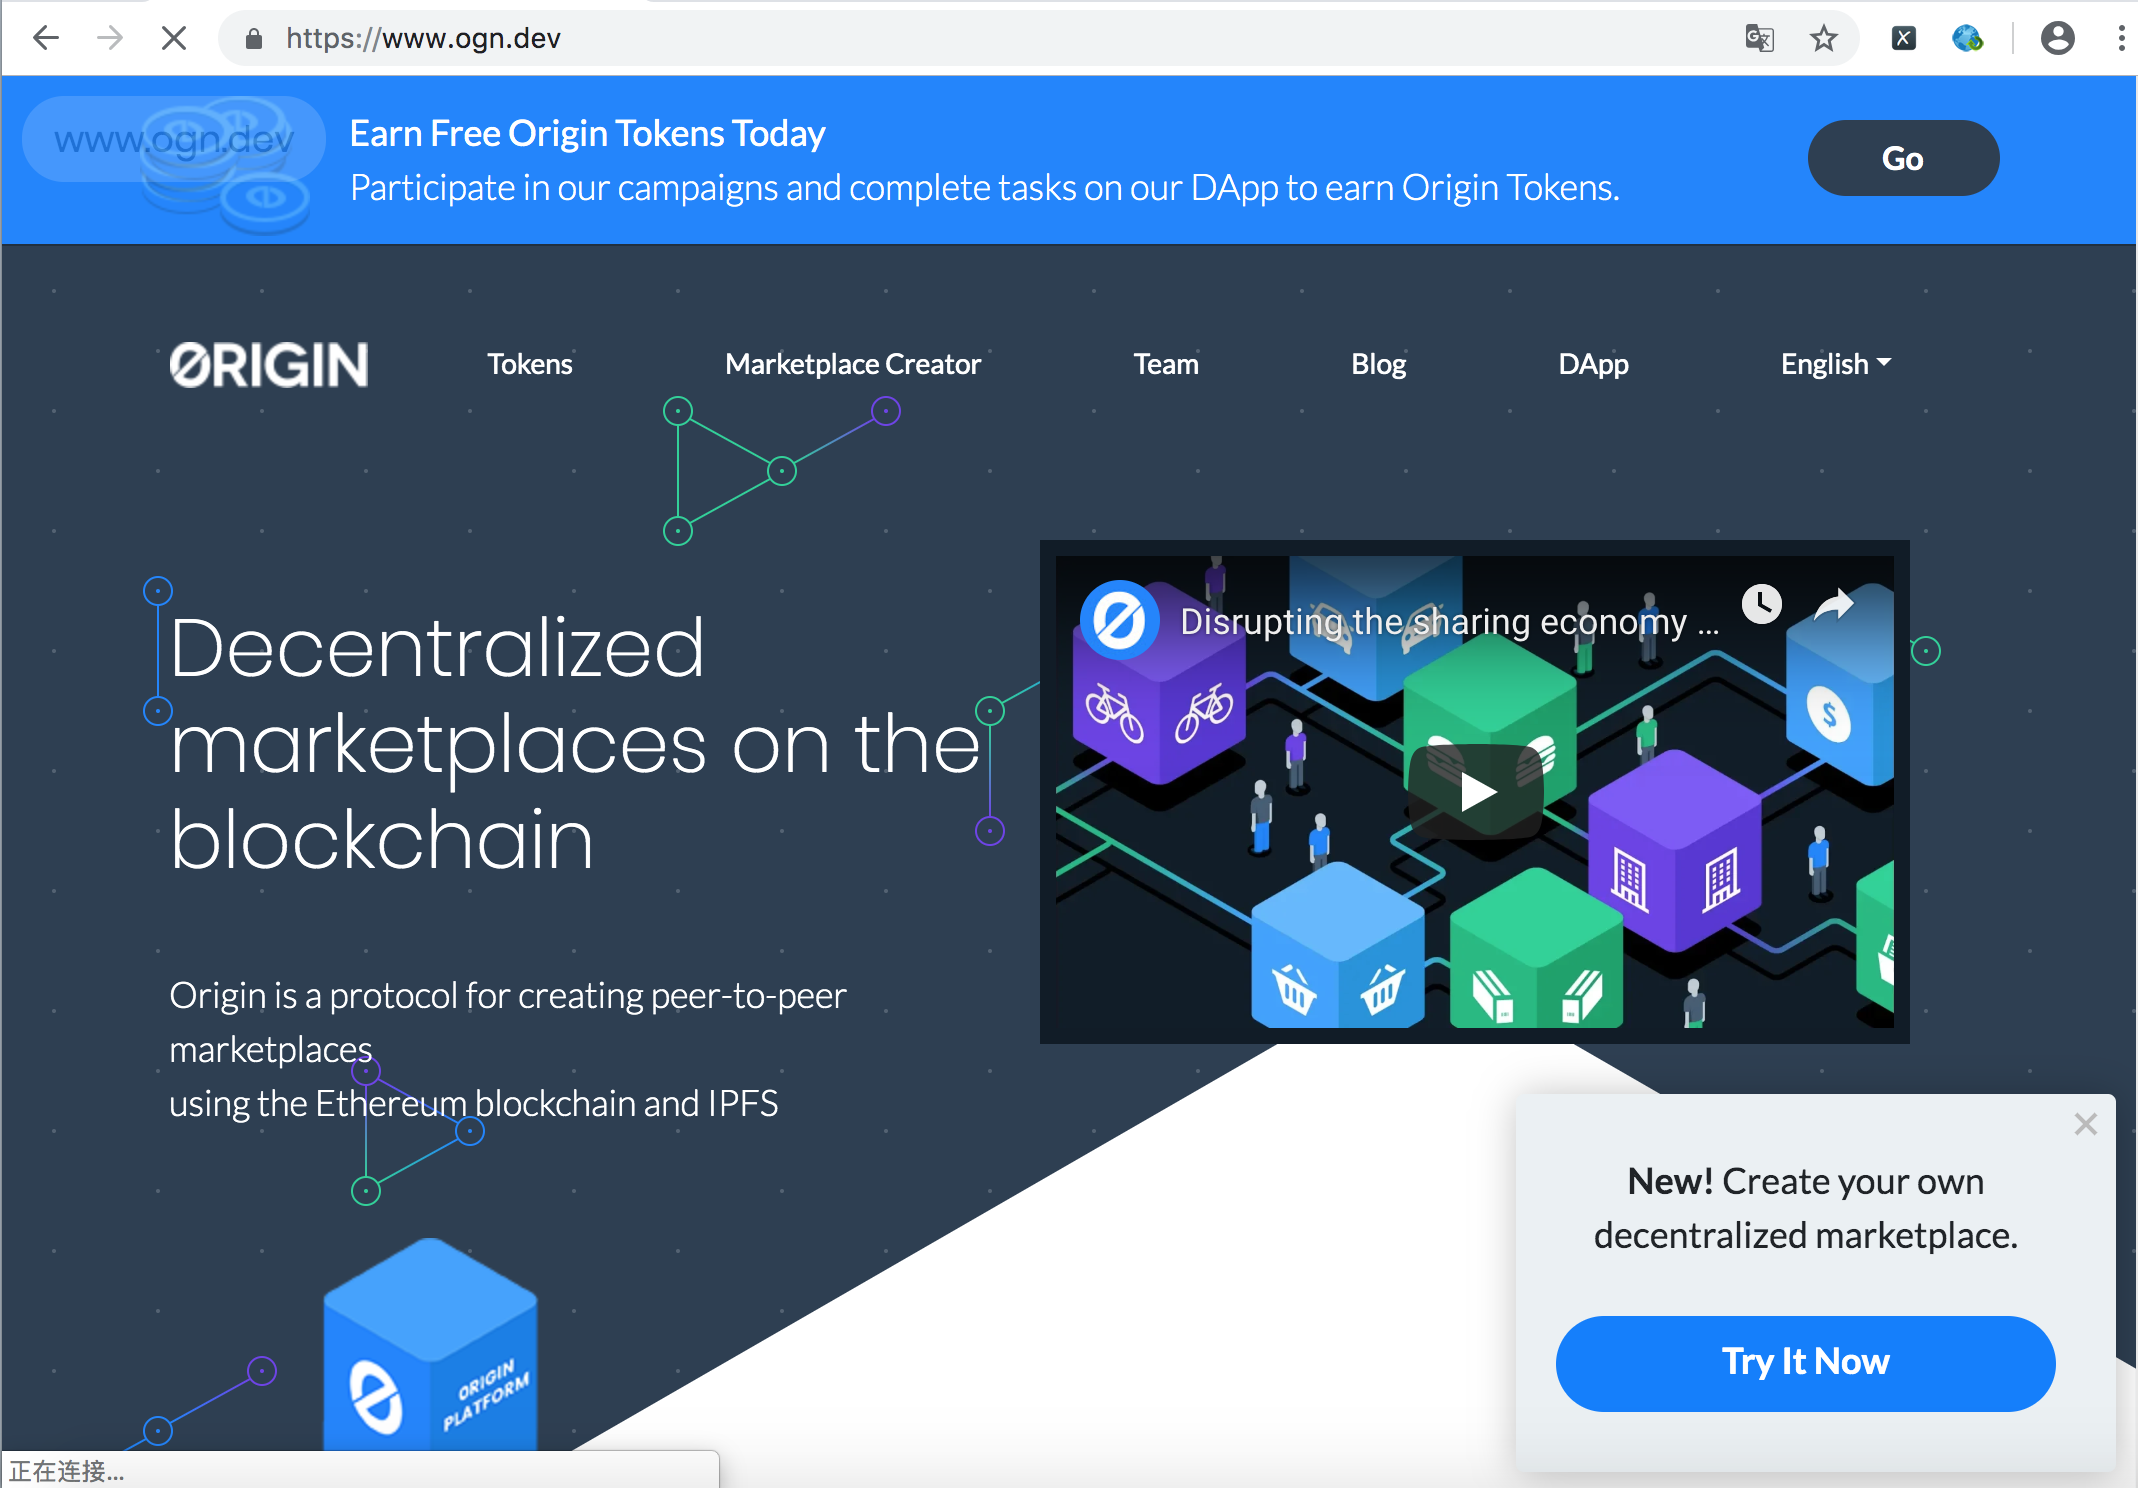 https://www.ogn.dev
www.ogn.dev
Earn Free Origin Tokens Today
Participate in our campaigns and complete tasks on our DApp to earn Origin Tokens.
Go
ORIGIN
Tokens
Marketplace Creator
Team
Blog
DApp
English
Decentralized
marketplaces on the
blockchain
Disrupting the sharing economy ...
Origin is a protocol for creating peer-to-peer
marketplaces
using the Ethereum blockchain and IPFS
ORIGIN
PLATFORM
New! Create your own
decentralized marketplace.
Try It Now
正在连接...